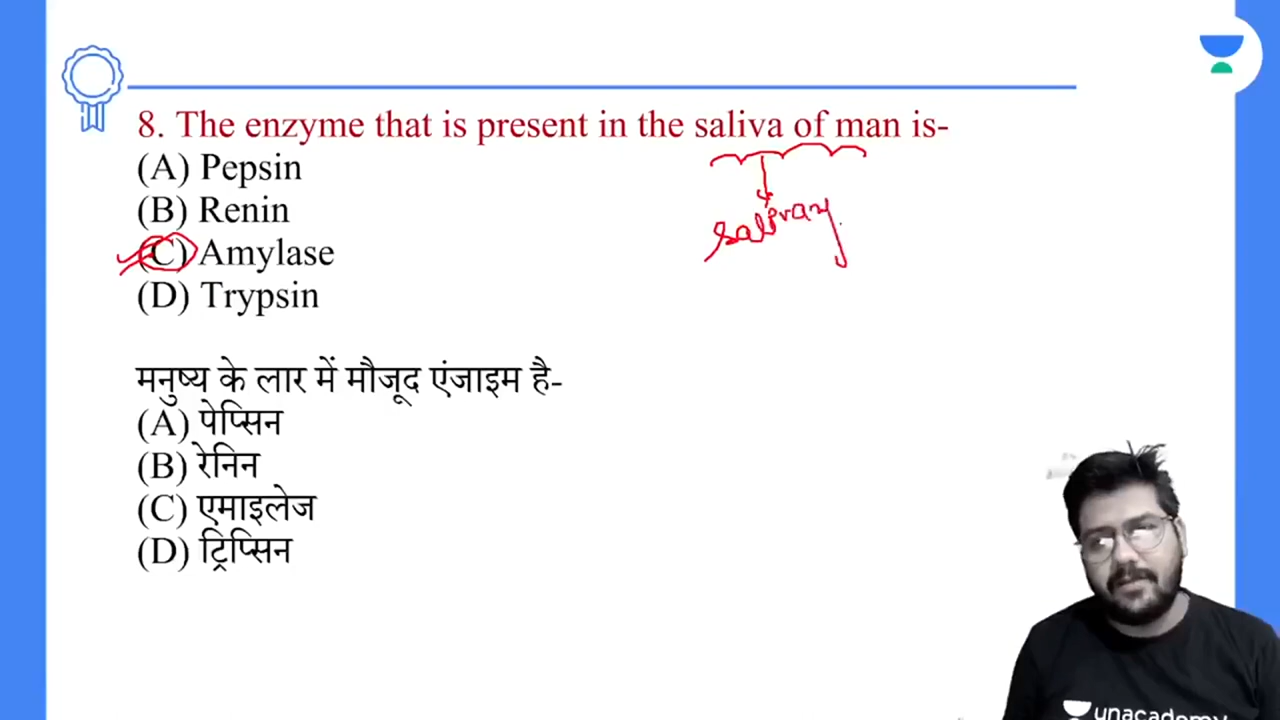 8. The enzyme that is present in the saliva of man is-
(A) Pepsin
(B) Renin
(C) Amylase
(D) Trypsin
salivary
मनुष्य के लार में मौजूद एंजाइम है-
(A) पेप्सिन
(B) रेनिन
(C) एमाइलेज
(D) ट्रिप्सिन
unacademy